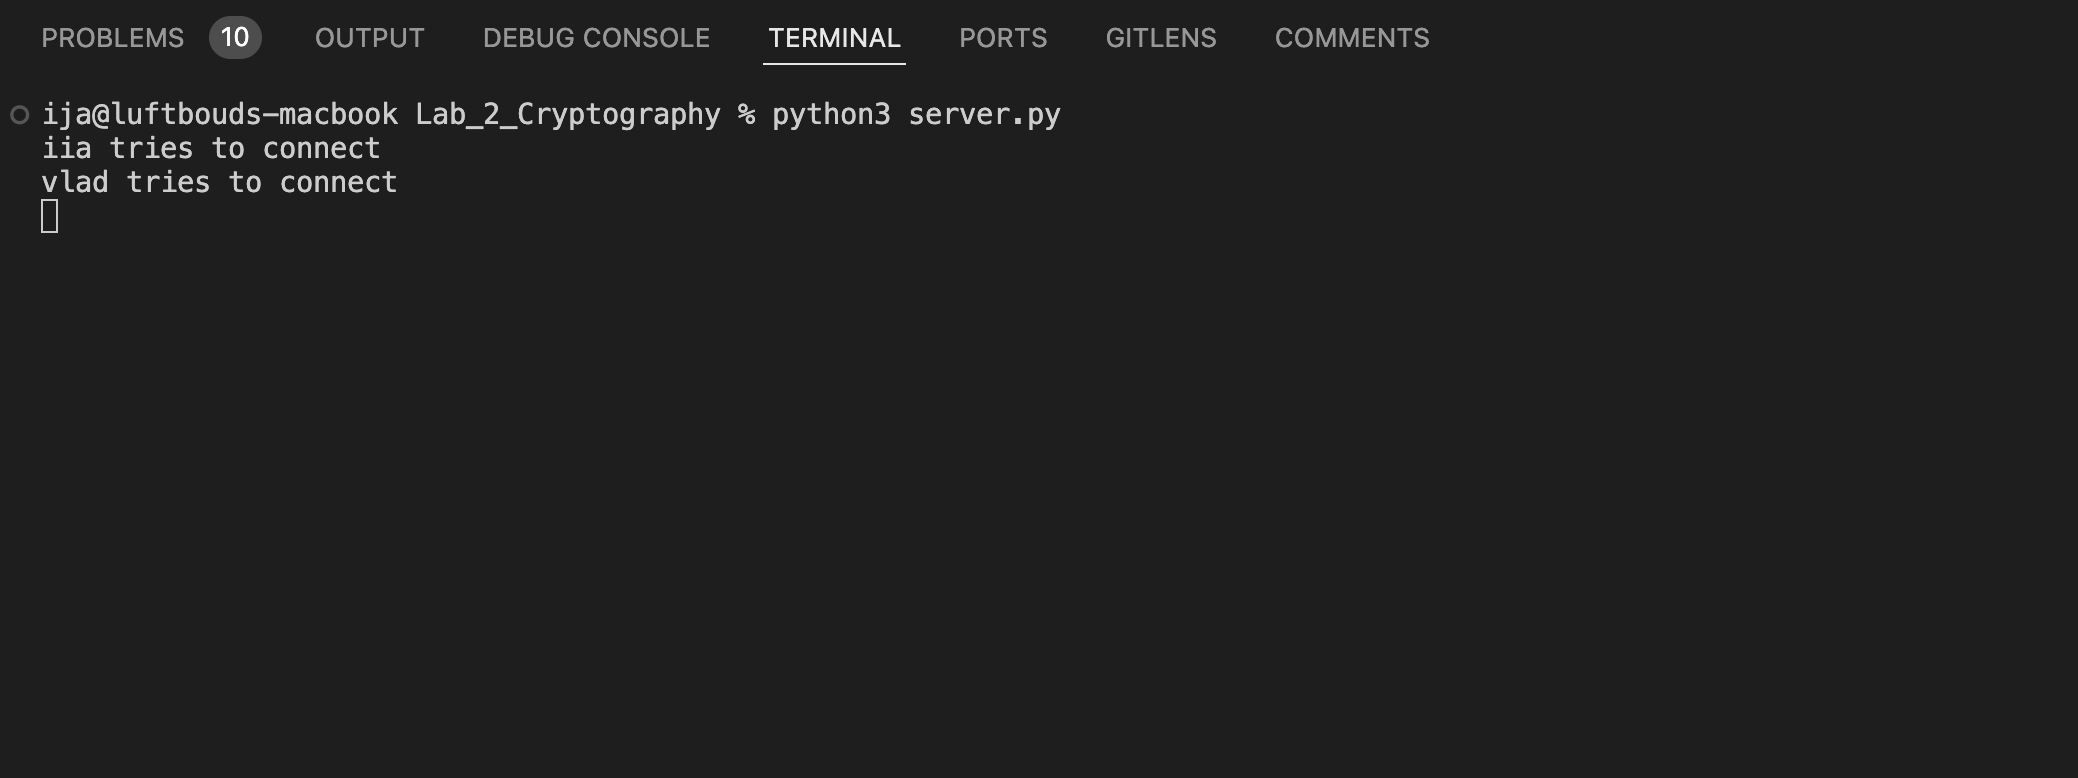 PROBLEMS 10 OUTPUT DEBUG CONSOLE TERMINAL PORTS GITLENS COMMENTS
ija@luftbouds-macbook Lab_2_Cryptography % python3 server.py
iia tries to connect
vlad tries to connect